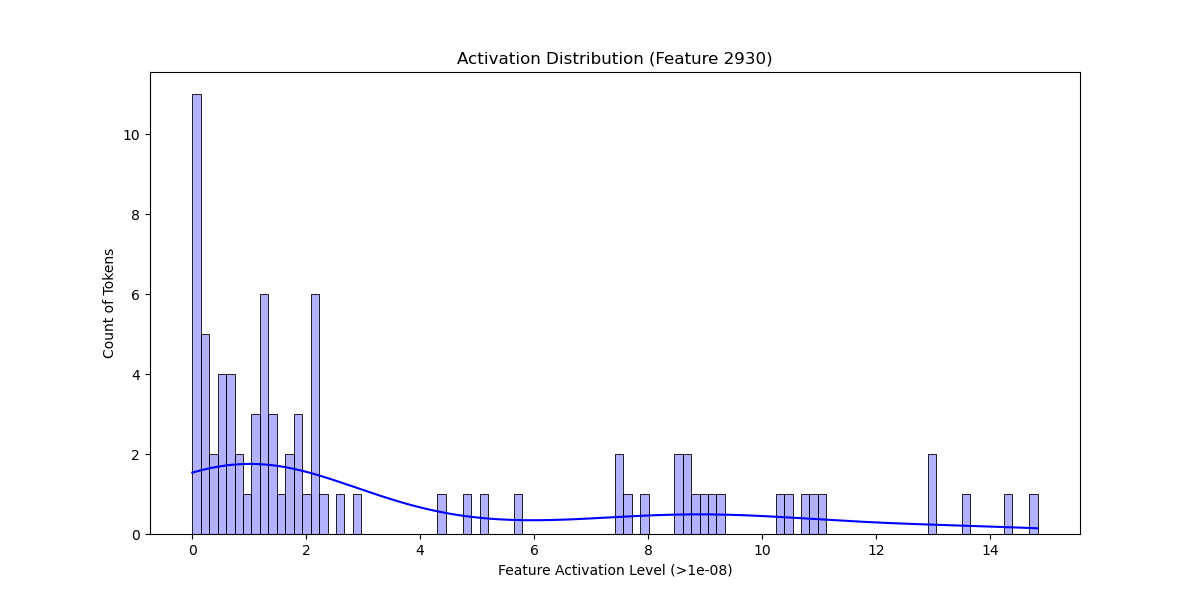 Activation Distribution (Feature 2930)
Count of Tokens
10
8
6
4
2
0
0 2 4 6 8 10 12 14
Feature Activation Level (>1e-08)